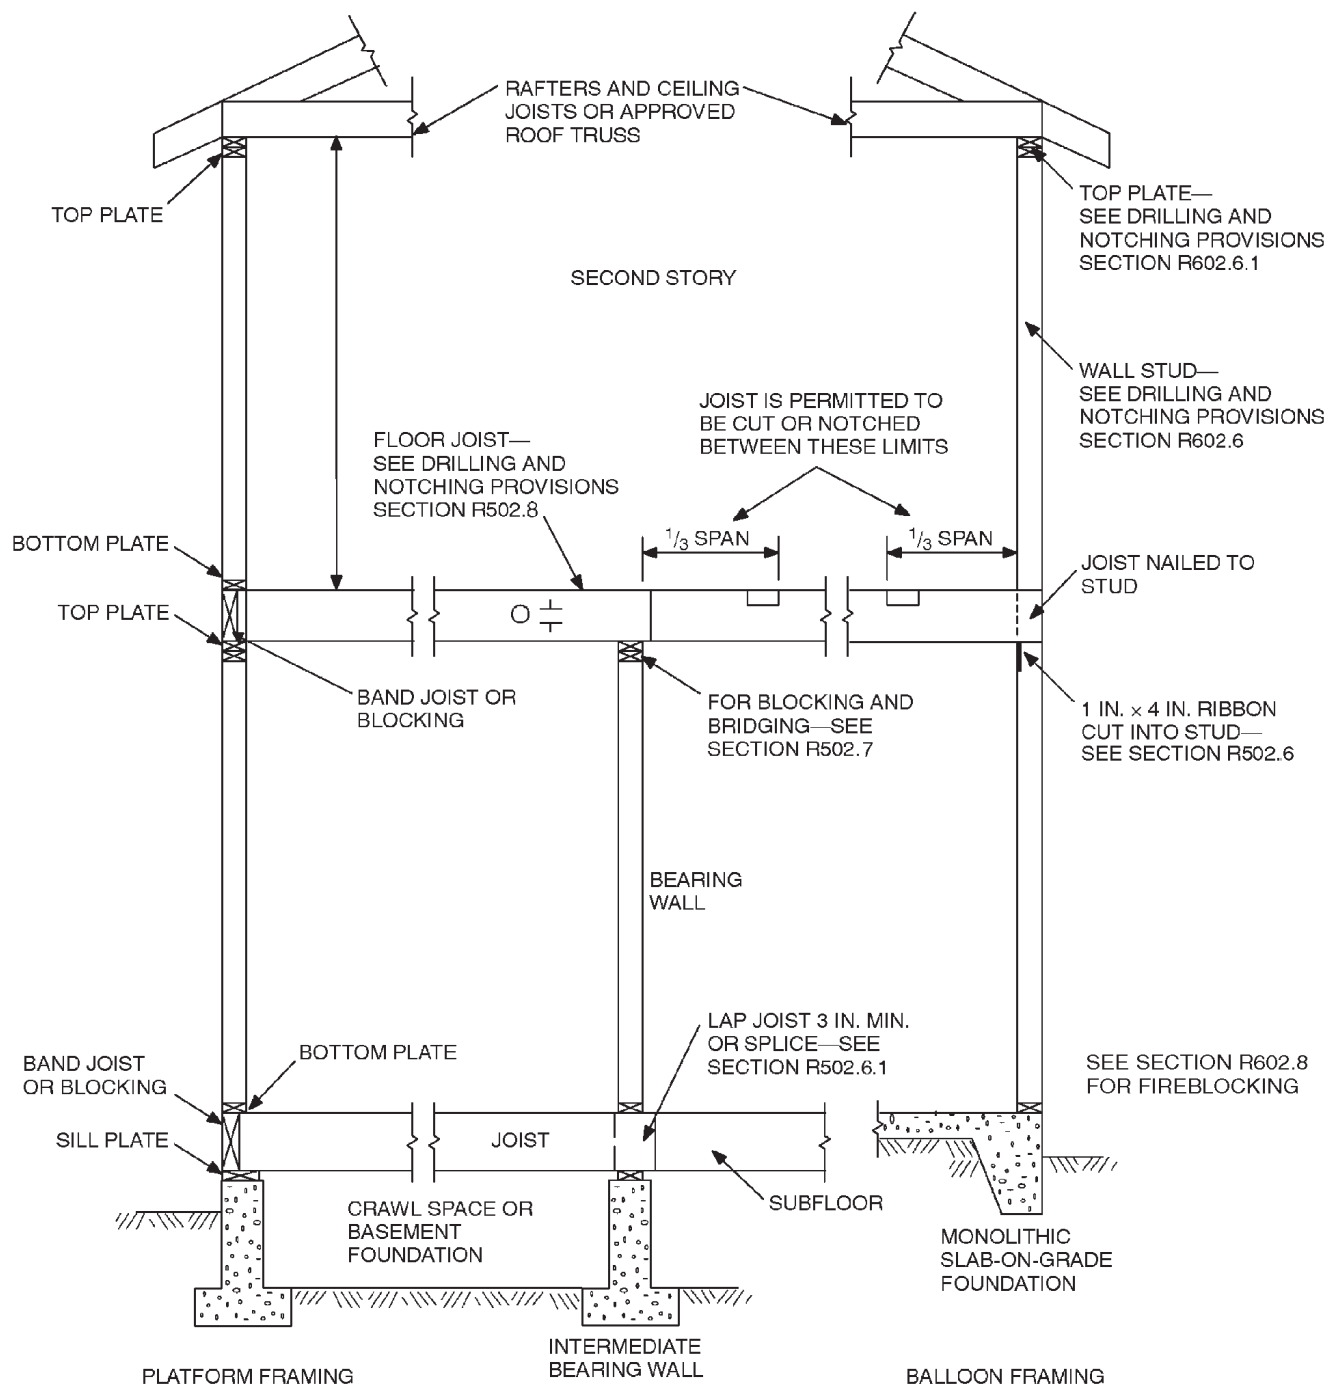 RAFTERS AND CEILING
JOISTS OR APPROVED
ROOF TRUSS
TOP PLATE
TOP PLATE—
SEE DRILLING AND
NOTCHING PROVISIONS
SECTION R602.6.1
SECOND STORY
WALL STUD—
SEE DRILLING AND
NOTCHING PROVISIONS
SECTION R602.6
JOIST IS PERMITTED TO
BE CUT OR NOTCHED
BETWEEN THESE LIMITS
FLOOR JOIST—
SEE DRILLING AND
NOTCHING PROVISIONS
SECTION R502.8
1/3 SPAN
1/3 SPAN
BOTTOM PLATE
JOIST NAILED TO
STUD
TOP PLATE
BAND JOIST OR
BLOCKING
FOR BLOCKING AND
BRIDGING—SEE
SECTION R502.7
1 IN. × 4 IN. RIBBON
CUT INTO STUD—
SEE SECTION R502.6
BEARING
WALL
LAP JOIST 3 IN. MIN.
OR SPLICE—SEE
SECTION R502.6.1
BOTTOM PLATE
BAND JOIST
OR BLOCKING
SEE SECTION R602.8
FOR FIREBLOCKING
SILL PLATE
JOIST
SUBFLOOR
CRAWL SPACE OR
BASEMENT
FOUNDATION
MONOLITHIC
SLAB-ON-GRADE
FOUNDATION
INTERMEDIATE
BEARING WALL
PLATFORM FRAMING
BALLOON FRAMING